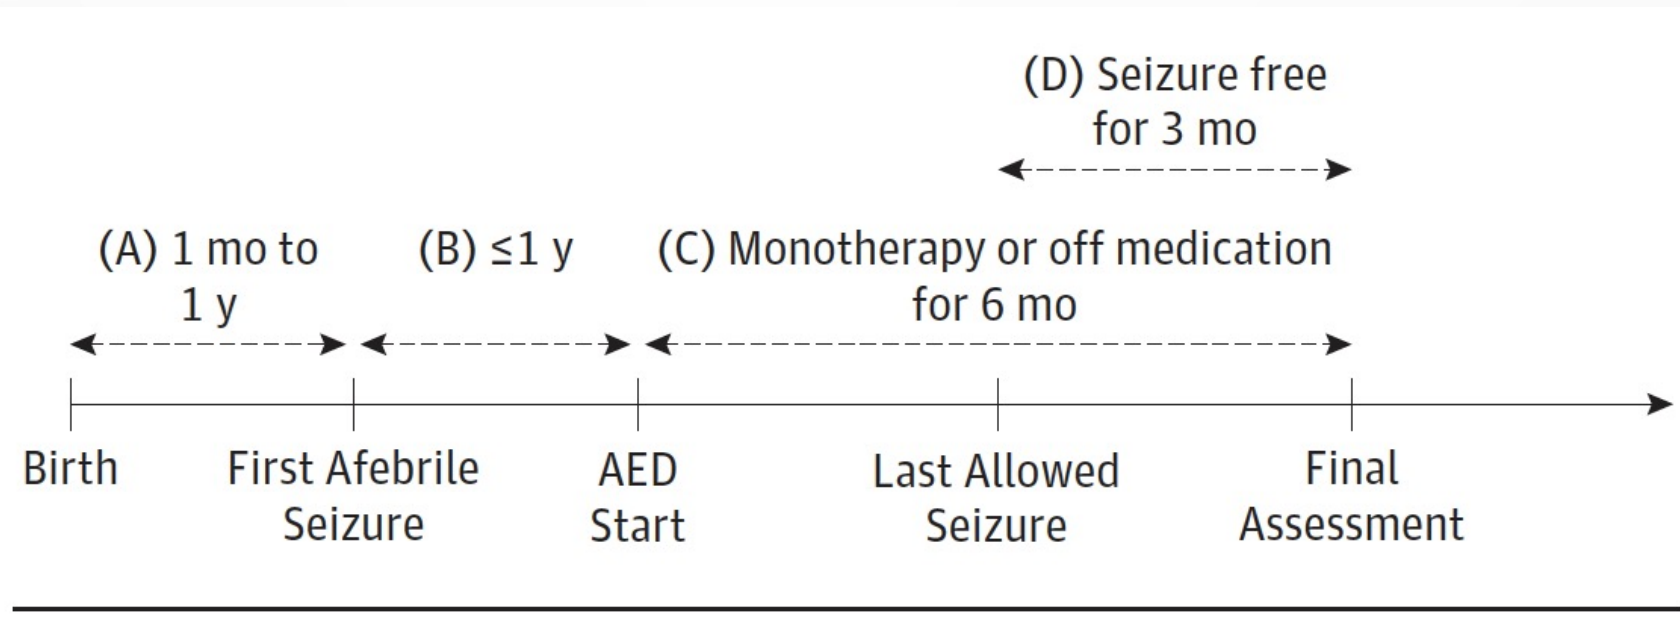 (D) Seizure free
for 3 mo
(A) 1 mo to
1 y
(B) ≤1 y
(C) Monotherapy or off medication
for 6 mo
Birth
First Afebrile
Seizure
AED
Start
Last Allowed
Seizure
Final
Assessment